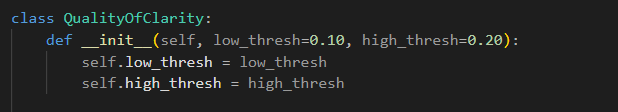 class QualityOfClarity:
    def __init__(self, low_thresh=0.10, high_thresh=0.20):
        self.low_thresh = low_thresh
        self.high_thresh = high_thresh